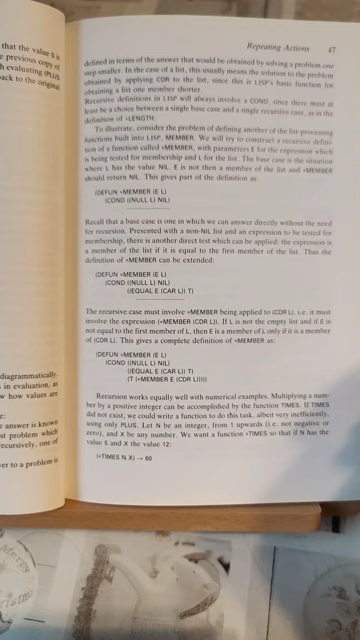 that the value is
e previous copy of
h evaluating (PLUS
back to the original
diagrammatically.
s in evaluation, as
w how values are
e:
e answer is known
st problem which
recursively, one of
ver to a problem is
Repeating Actions 47
defined in terms of the answer that would be obtained by solving a problem one
step smaller. In the case of a list, this usually means the solution to the problem
obtained by applying CDR to the list, since this is LISP's basic function for
obtaining a list one member shorter.
Recursive definitions in LISP will always involve a COND, since there must at
least be a choice between a single base case and a single recursive case, as in the
definition of *LENGTH.
To illustrate, consider the problem of defining another of the list-processing
functions built into LISP, MEMBER. We will try to construct a recursive defini-
tion of a function called *MEMBER, with parameters E for the expression which
is being tested for membership and L for the list. The base case is the situation
where L has the value NIL. E is not then a member of the list and *MEMBER
should return NIL. This gives part of the definition as:
(DEFUN *MEMBER (E L)
(COND ((NULL L) NIL)
Recall that a base case is one in which we can answer directly without the need
for recursion. Presented with a non-NIL list and an expression to be tested for
membership, there is another direct test which can be applied: the expression is
a member of the list if it is equal to the first member of the list. Thus the
definition of *MEMBER can be extended:
(DEFUN *MEMBER (E L)
(COND ((NULL L) NIL)
((EQUAL E (CAR L)) T)
The recursive case must involve *MEMBER being applied to (CDR L), i.e. it must
involve the expression (*MEMBER (CDR L)). If L is not the empty list and if E is
not equal to the first member of L, then E is a member of L only if it is a member
of (CDR L). This gives a complete definition of *MEMBER as:
(DEFUN *MEMBER (E L)
(COND ((NULL L) NIL)
((EQUAL E (CAR L)) T)
(T (*MEMBER E (CDR L)))))
Recursion works equally well with numerical examples. Multiplying a num-
ber by a positive integer can be accomplished by the function TIMES. If TIMES
did not exist, we could write a function to do this task, albeit very inefficiently,
using only PLUS. Let N be an integer, from 1 upwards (i.e. not negative or
zero), and X be any number. We want a function *TIMES so that if N has the
value 5 and X the value 12:
(*TIMES N X) → 60
Merry